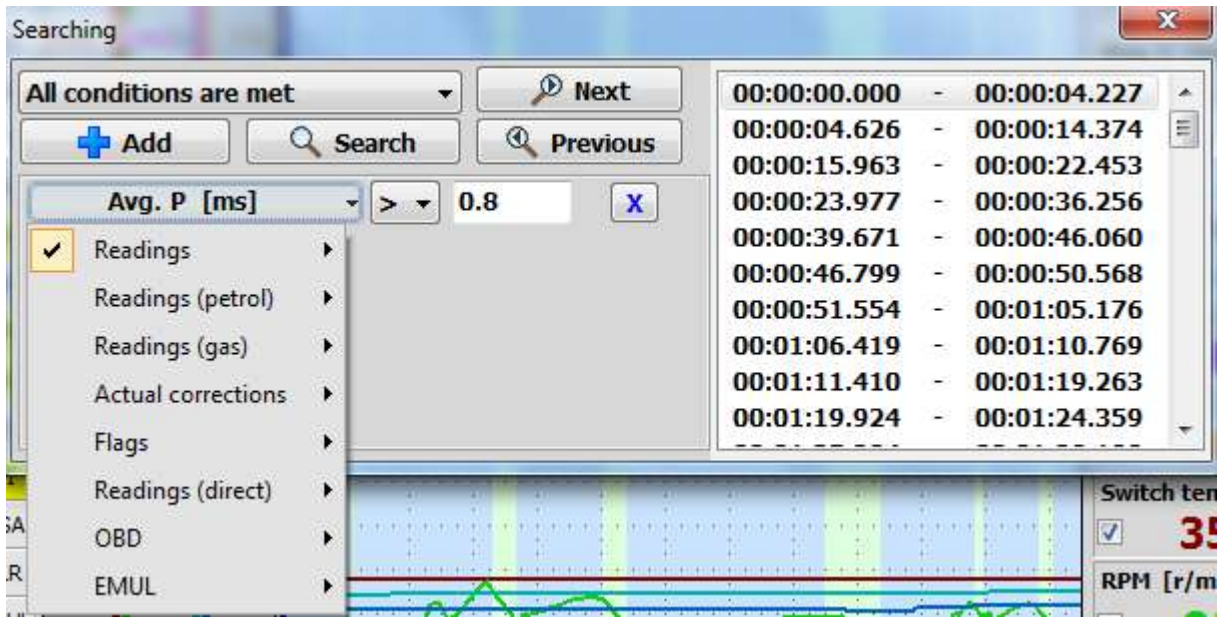 Searching
X
All conditions are met
Next
Add
Search
Previous
Avg. P [ms]
>
0.8
X
Readings
Readings (petrol)
Readings (gas)
Actual corrections
Flags
Readings (direct)
OBD
EMUL
00:00:00.000 - 00:00:04.227
00:00:04.626 - 00:00:14.374
00:00:15.963 - 00:00:22.453
00:00:23.977 - 00:00:36.256
00:00:39.671 - 00:00:46.060
00:00:46.799 - 00:00:50.568
00:00:51.554 - 00:01:05.176
00:01:06.419 - 00:01:10.769
00:01:11.410 - 00:01:19.263
00:01:19.924 - 00:01:24.359
SA
R
Switch ten
35
RPM [r/m